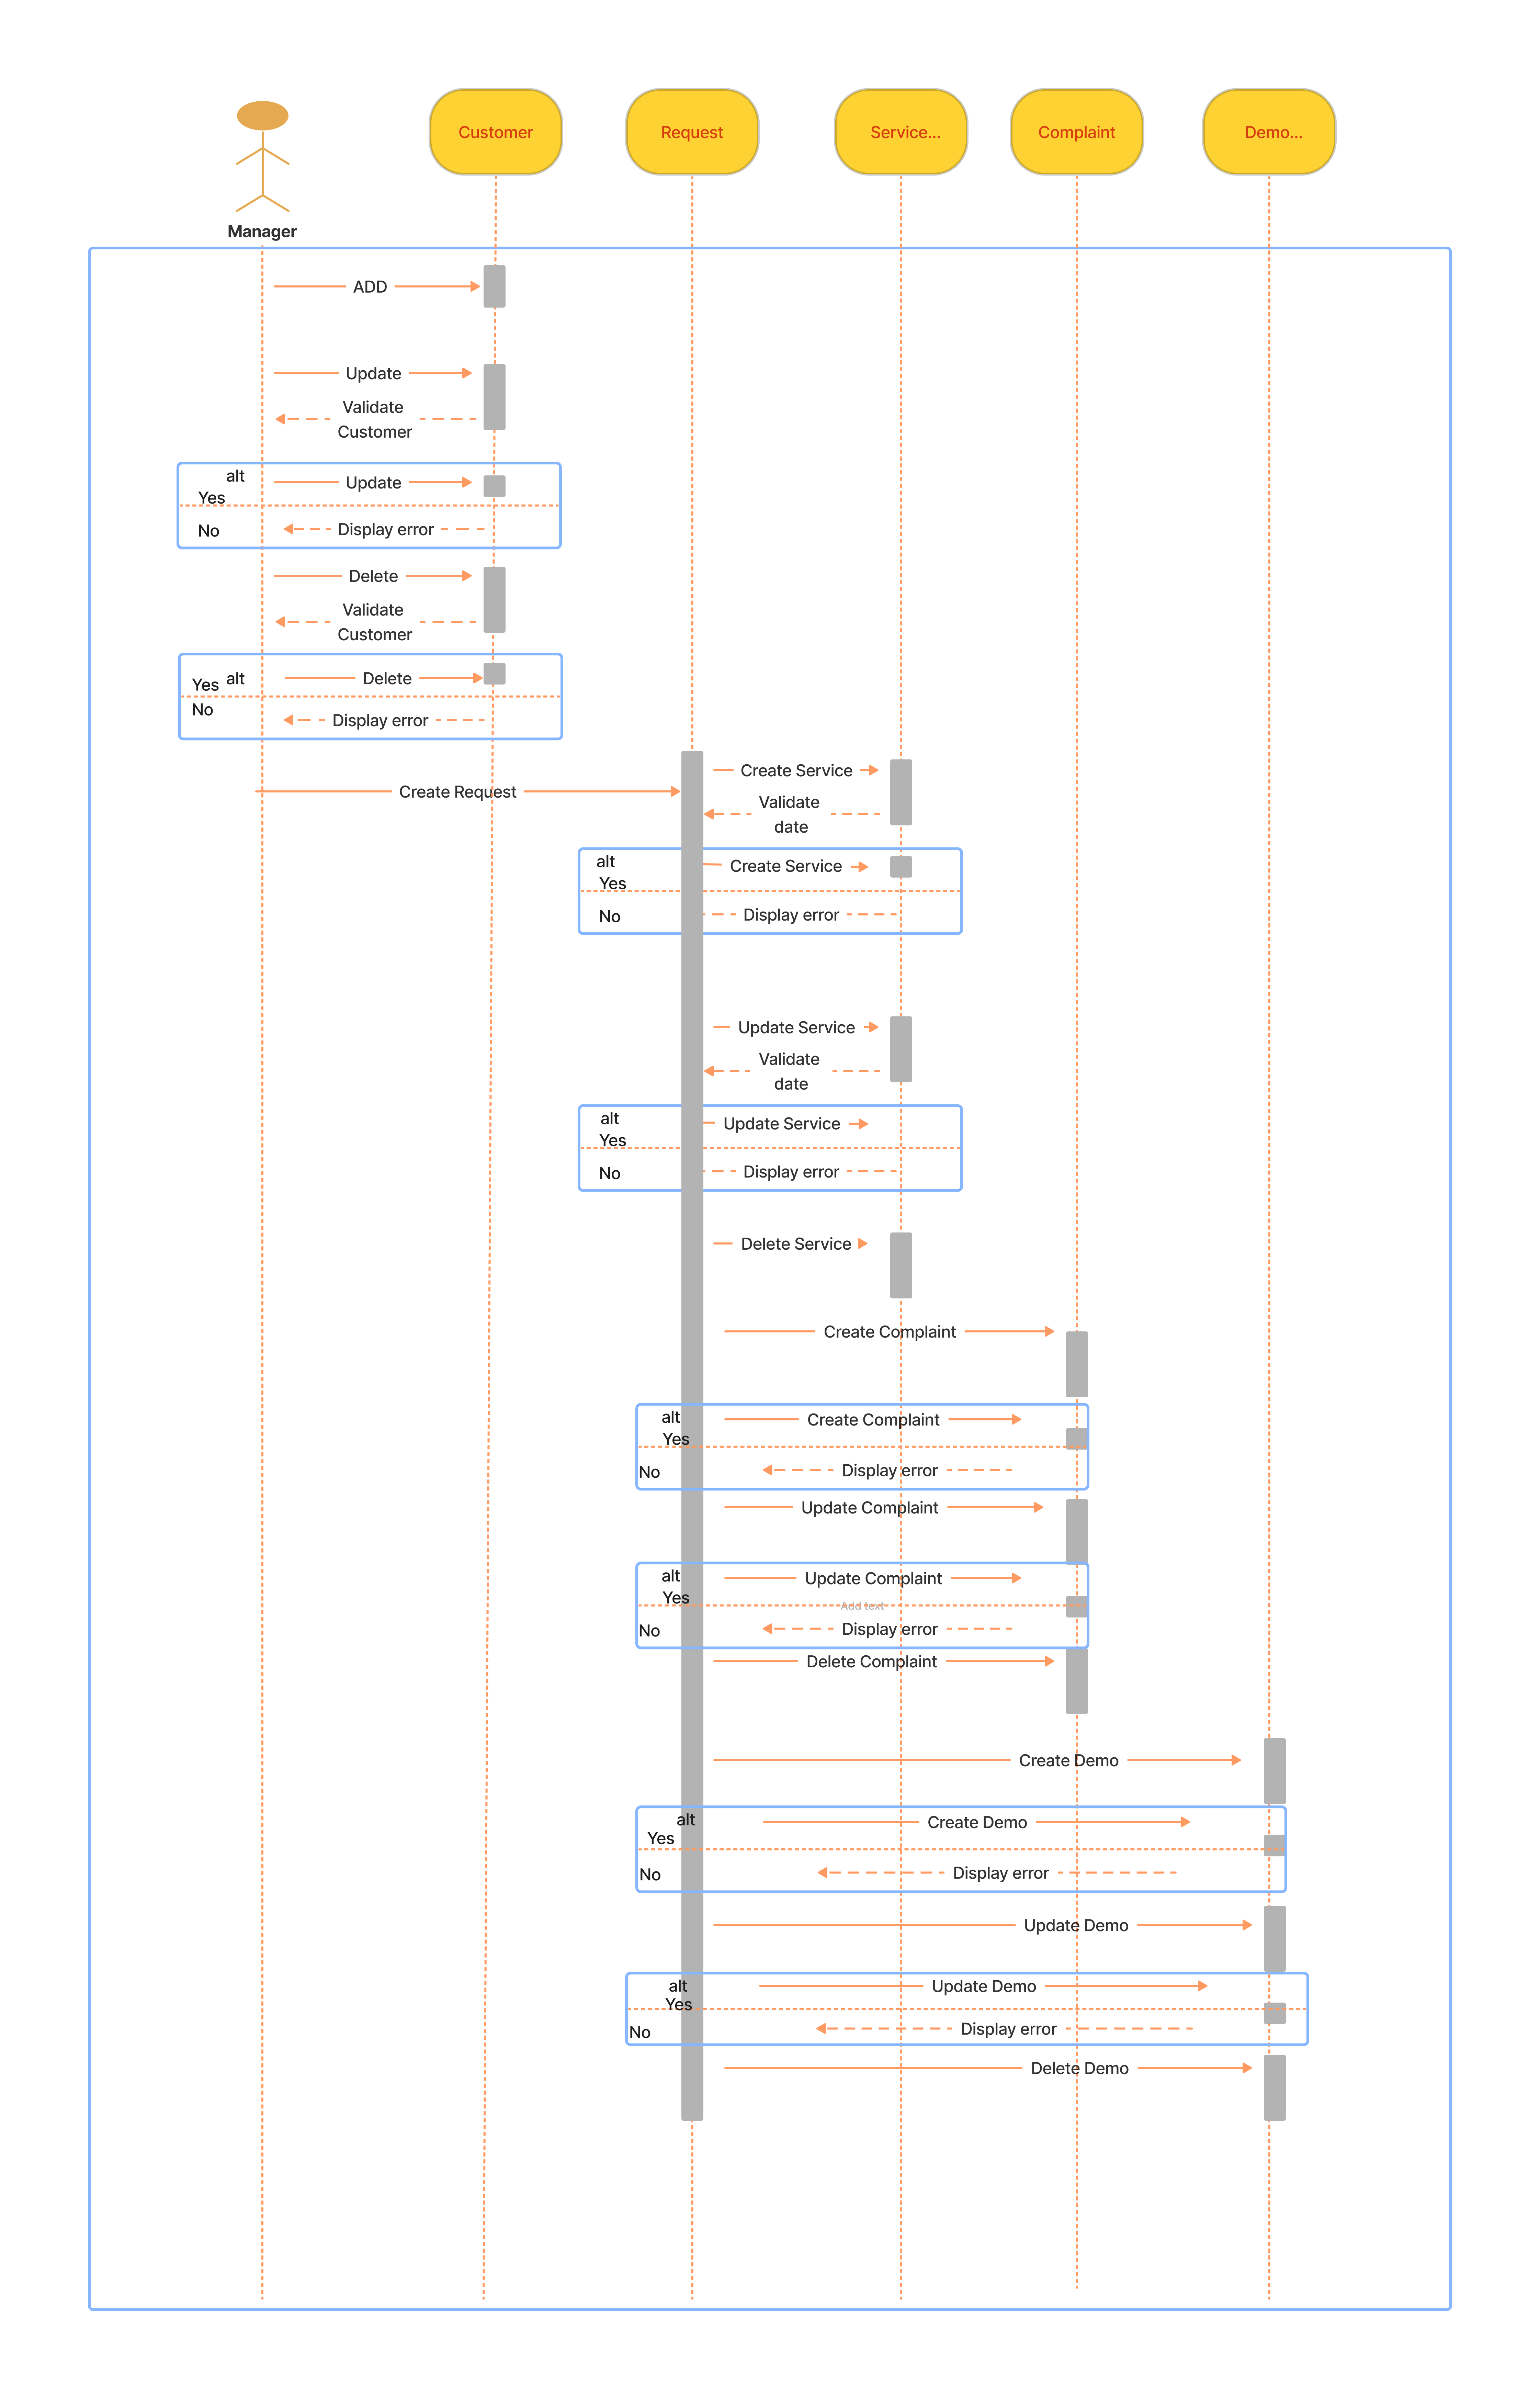 Customer
Request
Service...
Complaint
Demo...
Manager
ADD
Update
Validate
Customer
alt
Update
Yes
No
Display error
Delete
Validate
Customer
Yes
alt
Delete
No
Display error
Create Service
Create Request
Validate
date
alt
Create Service
Yes
No
Display error
Update Service
Validate
date
alt
Update Service
Yes
No
Display error
Delete Service
Create Complaint
alt
Create Complaint
Yes
No
Display error
Update Complaint
alt
Update Complaint
Yes
Add text
No
Display error
Delete Complaint
Create Demo
alt
Create Demo
Yes
No
Display error
Update Demo
alt
Update Demo
Yes
No
Display error
Delete Demo